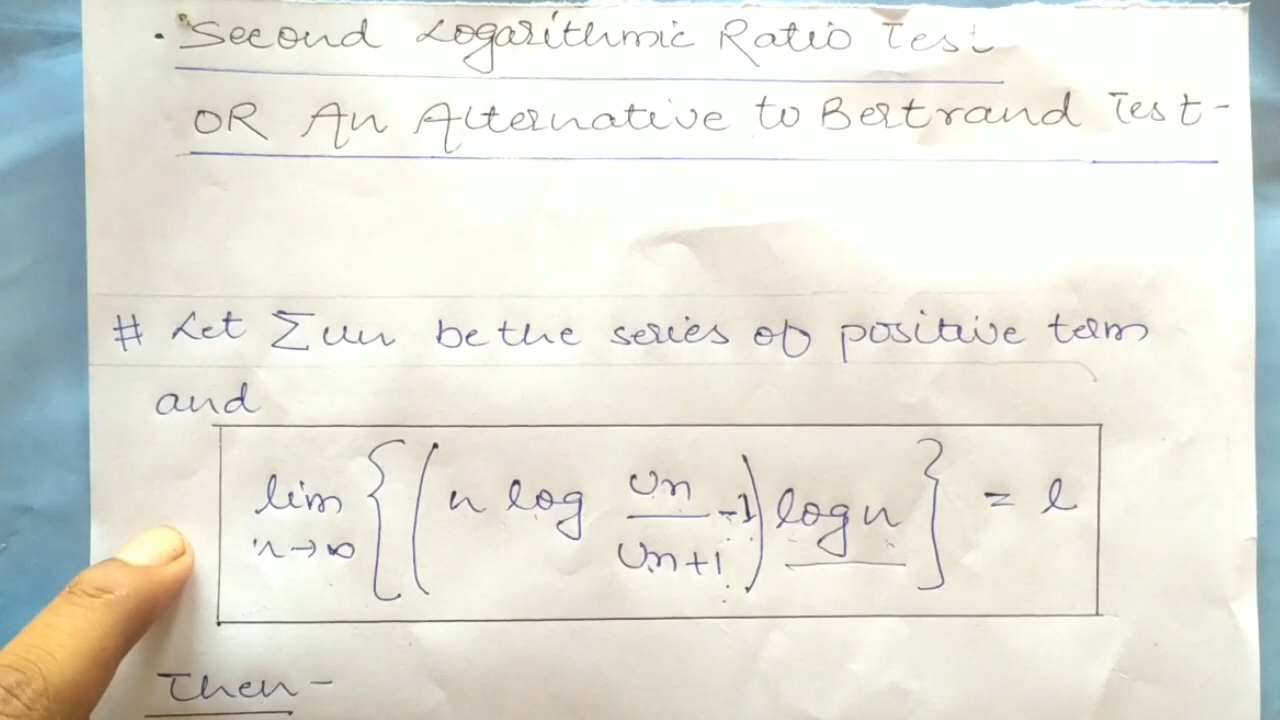 • Second Logarithmic Ratio Test
OR An Alternative to Bertrand Test-
# Let Σun be the series of positive term
and
lim n→∞ { ( n log Un/Un+1 -1 ) log n } = l
Then -